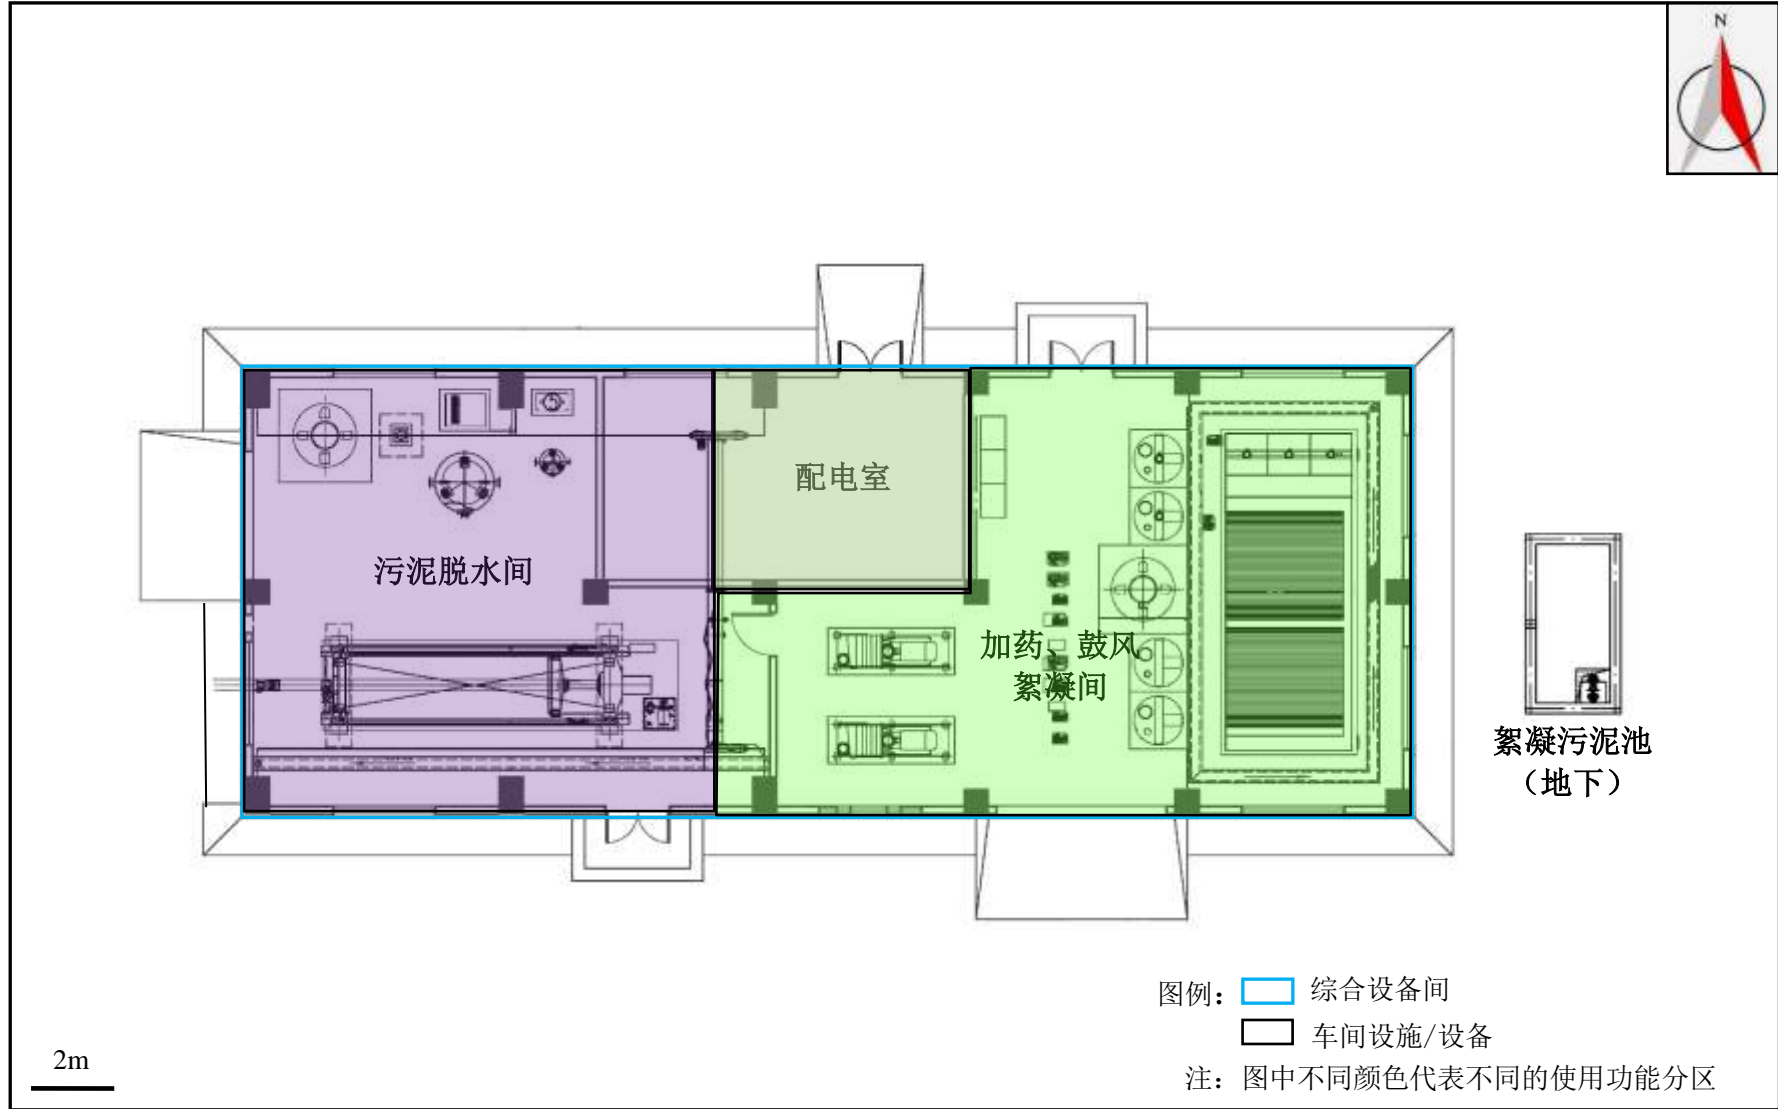 N
配电室
污泥脱水间
加药、鼓风
絮凝间
絮凝污泥池
（地下）
图例：
综合设备间
车间设施/设备
注：图中不同颜色代表不同的使用功能分区
2m